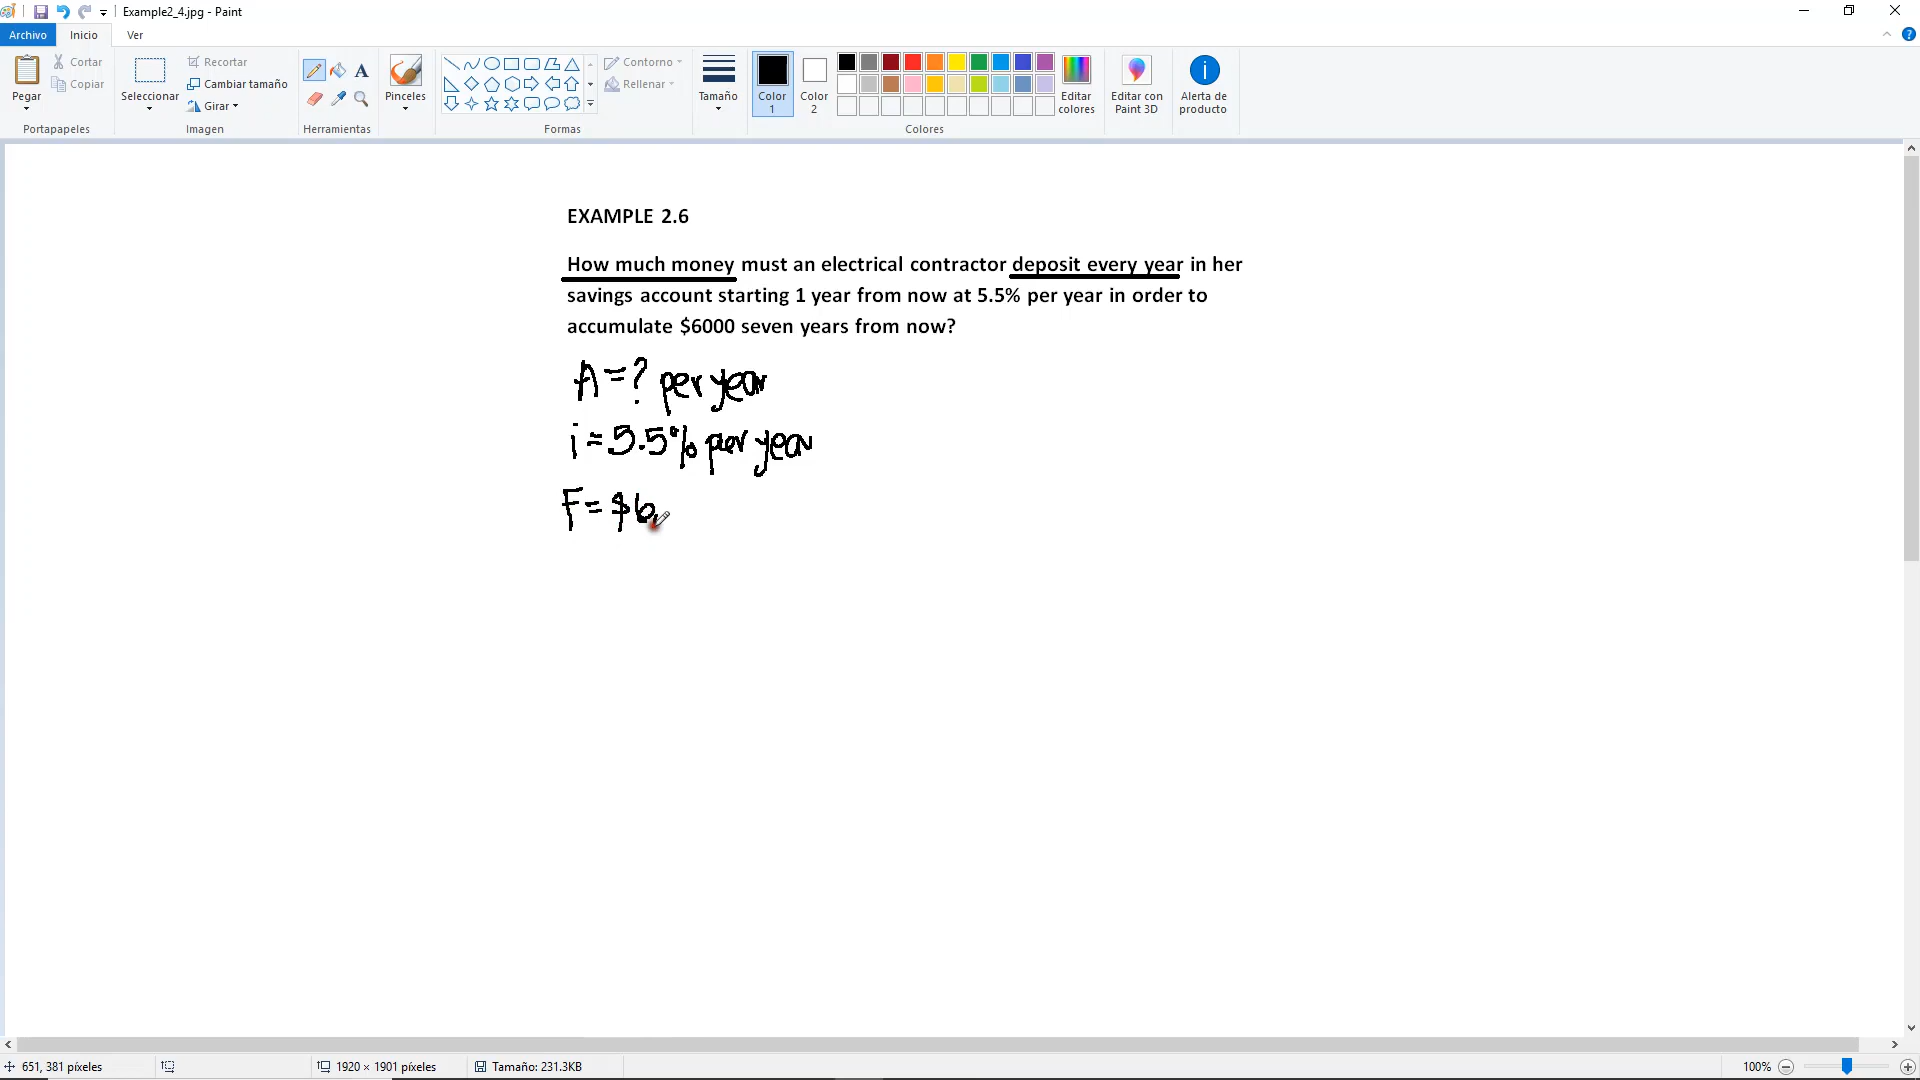 Example2_4.jpg - Paint
Archivo Inicio Ver
Pegar
Cortar
Copiar
Portapapeles
Seleccionar
Recortar
Cambiar tamaño
Girar
Imagen
A
Herramientas
Pinceles
Contorno
Rellenar
Formas
Tamaño
Color 1
Color 2
Editar colores
Colores
Editar con Paint 3D
Alerta de producto
EXAMPLE 2.6
How much money must an electrical contractor deposit every year in her
savings account starting 1 year from now at 5.5% per year in order to
accumulate $6000 seven years from now?
A = ? per year
i = 5.5% per year
F = $6,
651, 381 píxeles 1920 × 1901 píxeles Tamaño: 231.3KB 100%